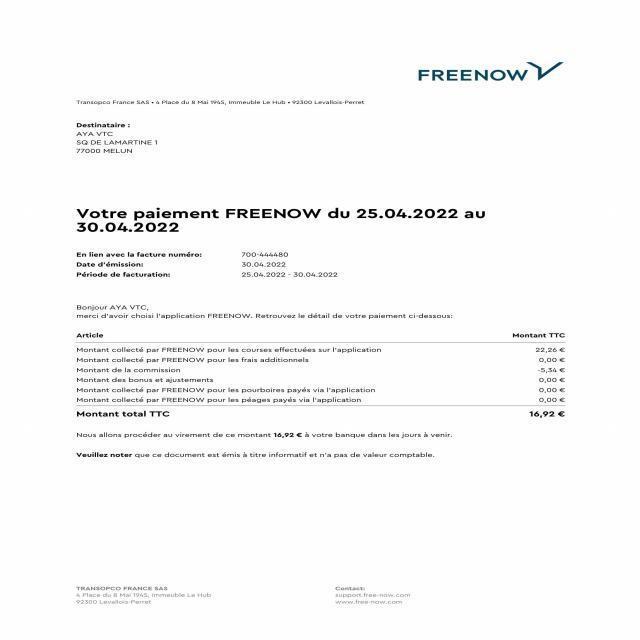 FREENOW
Transopco France SAS • 4 Place du 8 Mai 1945, Immeuble Le Hub • 92300 Levallois-Perret
Destinataire :
AYA VTC
SQ DE LAMARTINE 1
77000 MELUN
Votre paiement FREENOW du 25.04.2022 au
30.04.2022
En lien avec la facture numéro: 700-444480
Date d'émission: 30.04.2022
Période de facturation: 25.04.2022 - 30.04.2022
Bonjour AYA VTC,
merci d'avoir choisi l'application FREENOW. Retrouvez le détail de votre paiement ci-dessous:
Article Montant TTC
Montant collecté par FREENOW pour les courses effectuées sur l'application 22,26 €
Montant collecté par FREENOW pour les frais additionnels 0,00 €
Montant de la commission -5,34 €
Montant des bonus et ajustements 0,00 €
Montant collecté par FREENOW pour les pourboires payés via l'application 0,00 €
Montant collecté par FREENOW pour les péages payés via l'application 0,00 €
Montant total TTC 16,92 €
Nous allons procéder au virement de ce montant 16,92 € à votre banque dans les jours à venir.
Veuillez noter que ce document est émis à titre informatif et n'a pas de valeur comptable.
TRANSOPCO FRANCE SAS
4 Place du 8 Mai 1945, Immeuble Le Hub
92300 Levallois-Perret
Contact:
support.free-now.com
www.free-now.com